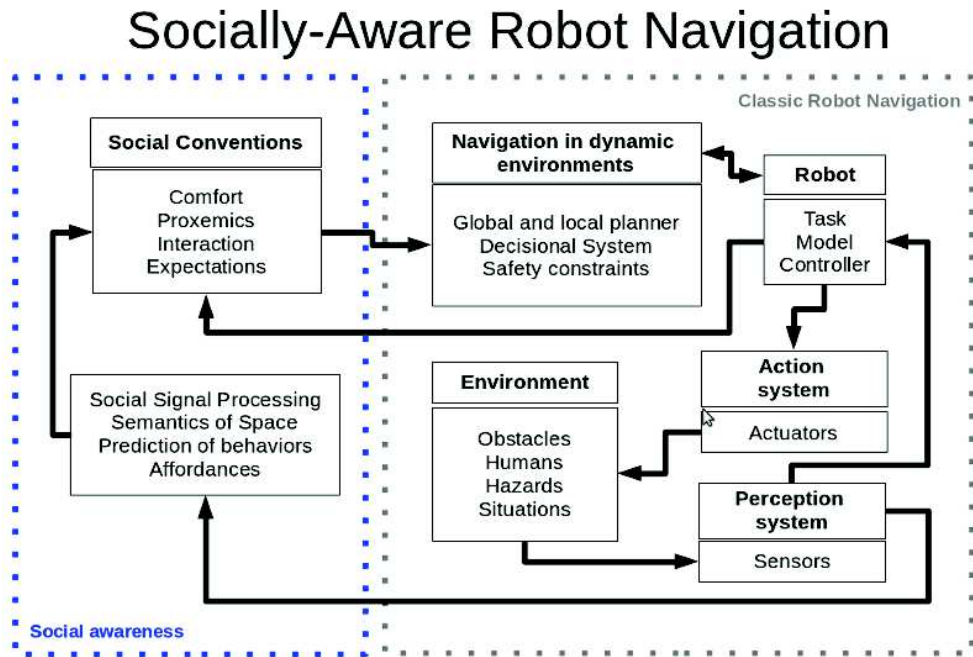 Socially-Aware Robot Navigation
Classic Robot Navigation
Social Conventions
Comfort
Proxemics
Interaction
Expectations
Navigation in dynamic
environments
Global and local planner
Decisional System
Safety constraints
Robot
Task
Model
Controller
Social Signal Processing
Semantics of Space
Prediction of behaviors
Affordances
Environment
Obstacles
Humans
Hazards
Situations
Action
system
Actuators
Perception
system
Sensors
Social awareness